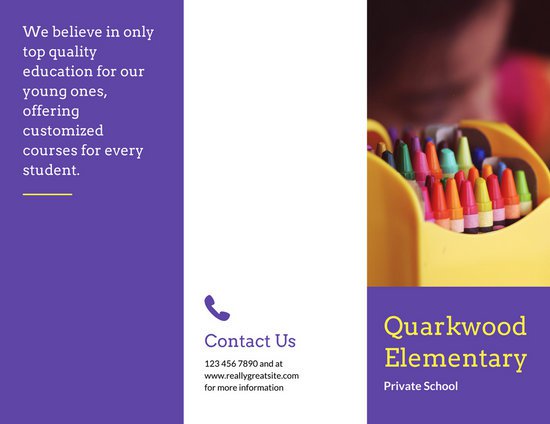 We believe in only
top quality
education for our
young ones,
offering
customized
courses for every
student.
Contact Us
123 456 7890 and at
www.reallygreatsite.com
for more information
Quarkwood
Elementary
Private School